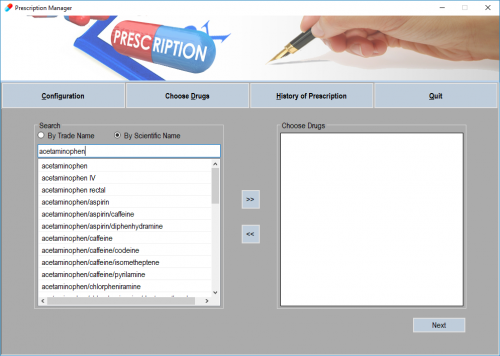 Prescription Manager
PRESCRIPTION
Configuration
Choose Drugs
History of Prescription
Quit
Search
By Trade Name
By Scientific Name
acetaminophen
acetaminophen
acetaminophen IV
acetaminophen rectal
acetaminophen/aspirin
acetaminophen/aspirin/caffeine
acetaminophen/aspirin/diphenhydramine
acetaminophen/caffeine
acetaminophen/caffeine/codeine
acetaminophen/caffeine/isometheptene
acetaminophen/caffeine/pyrilamine
acetaminophen/chlorpheniramine
>>
<<
Choose Drugs
Next